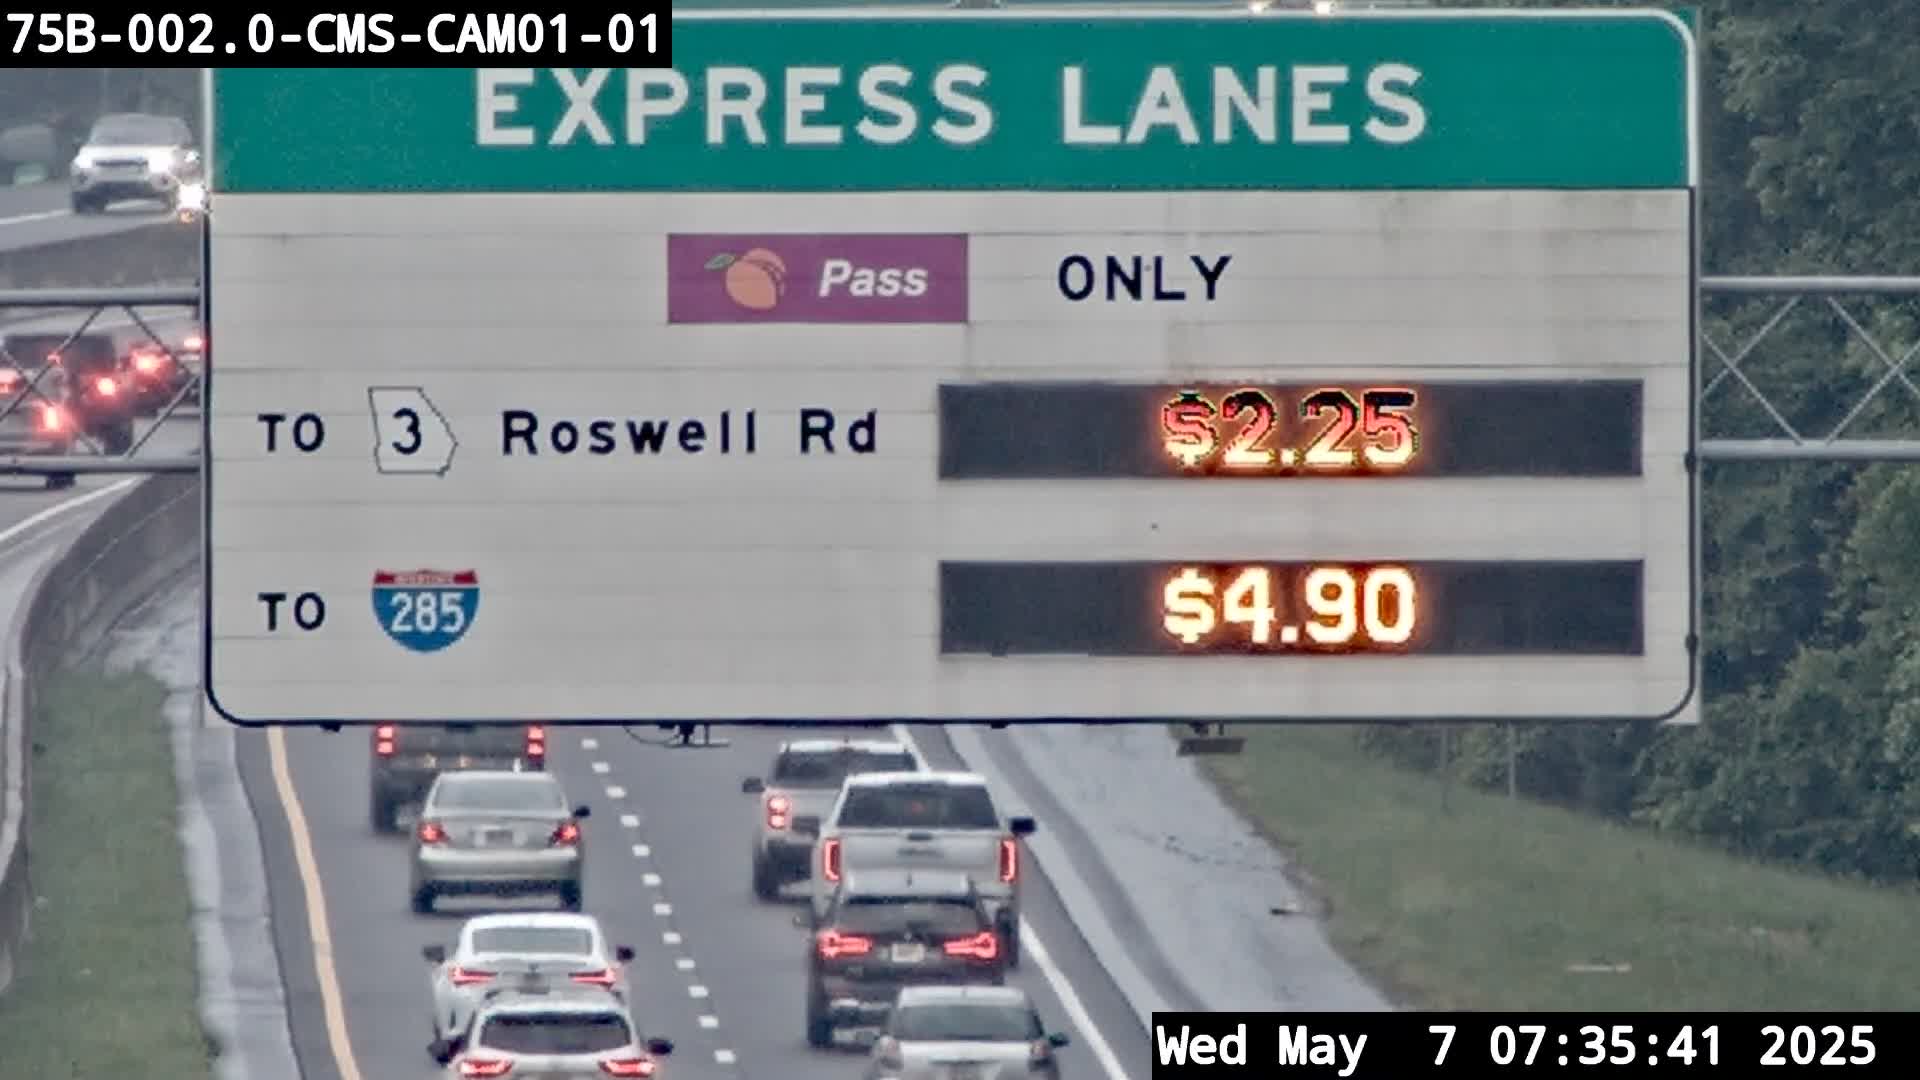 75B-002.0-CMS-CAM01-01
EXPRESS LANES
Pass ONLY
TO 3 Roswell Rd $2.25
TO 285 $4.90
Wed May 7 07:35:41 2025